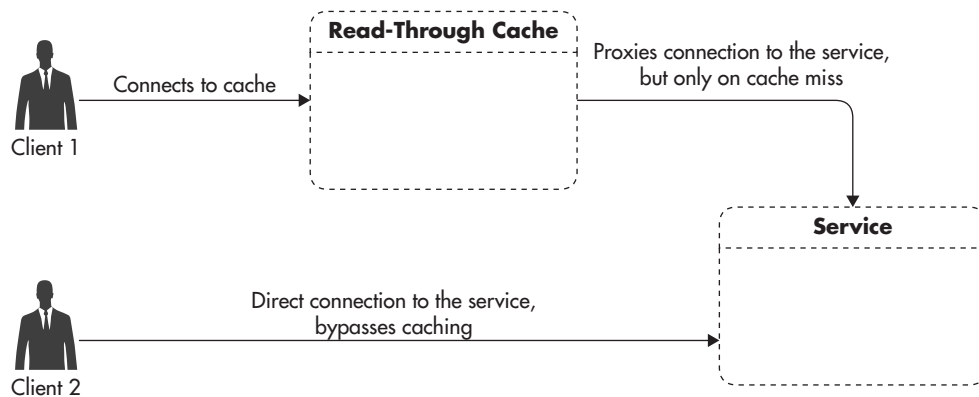 Read-Through Cache
Connects to cache
Proxies connection to the service,
but only on cache miss
Client 1
Service
Direct connection to the service,
bypasses caching
Client 2